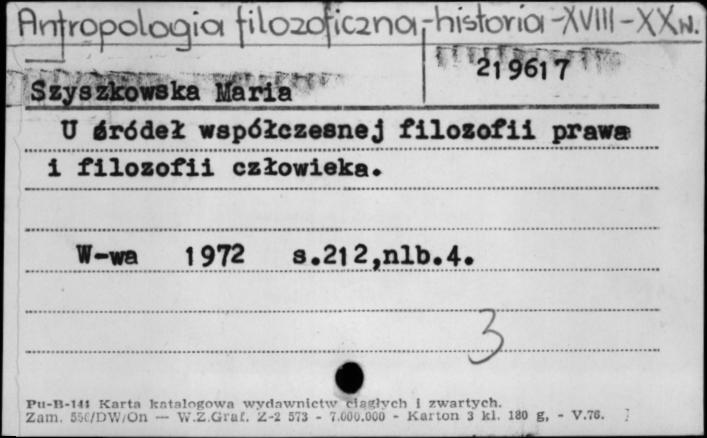 Antropologia filozoficzna-historia-XVIII-XXw.
219617
Szyszkowska Maria
U źródeł współczesnej filozofii prawa
i filozofii człowieka.
W-wa 1972 s.212,nlb.4.
3
Pu-B-144 Karta katalogowa wydawnictw ciągłych i zwartych.
Zam. 556/DW/On — W.Z.Graf. Z-2 573 - 7.000.000 - Karton 3 kl. 180 g, - V.76.